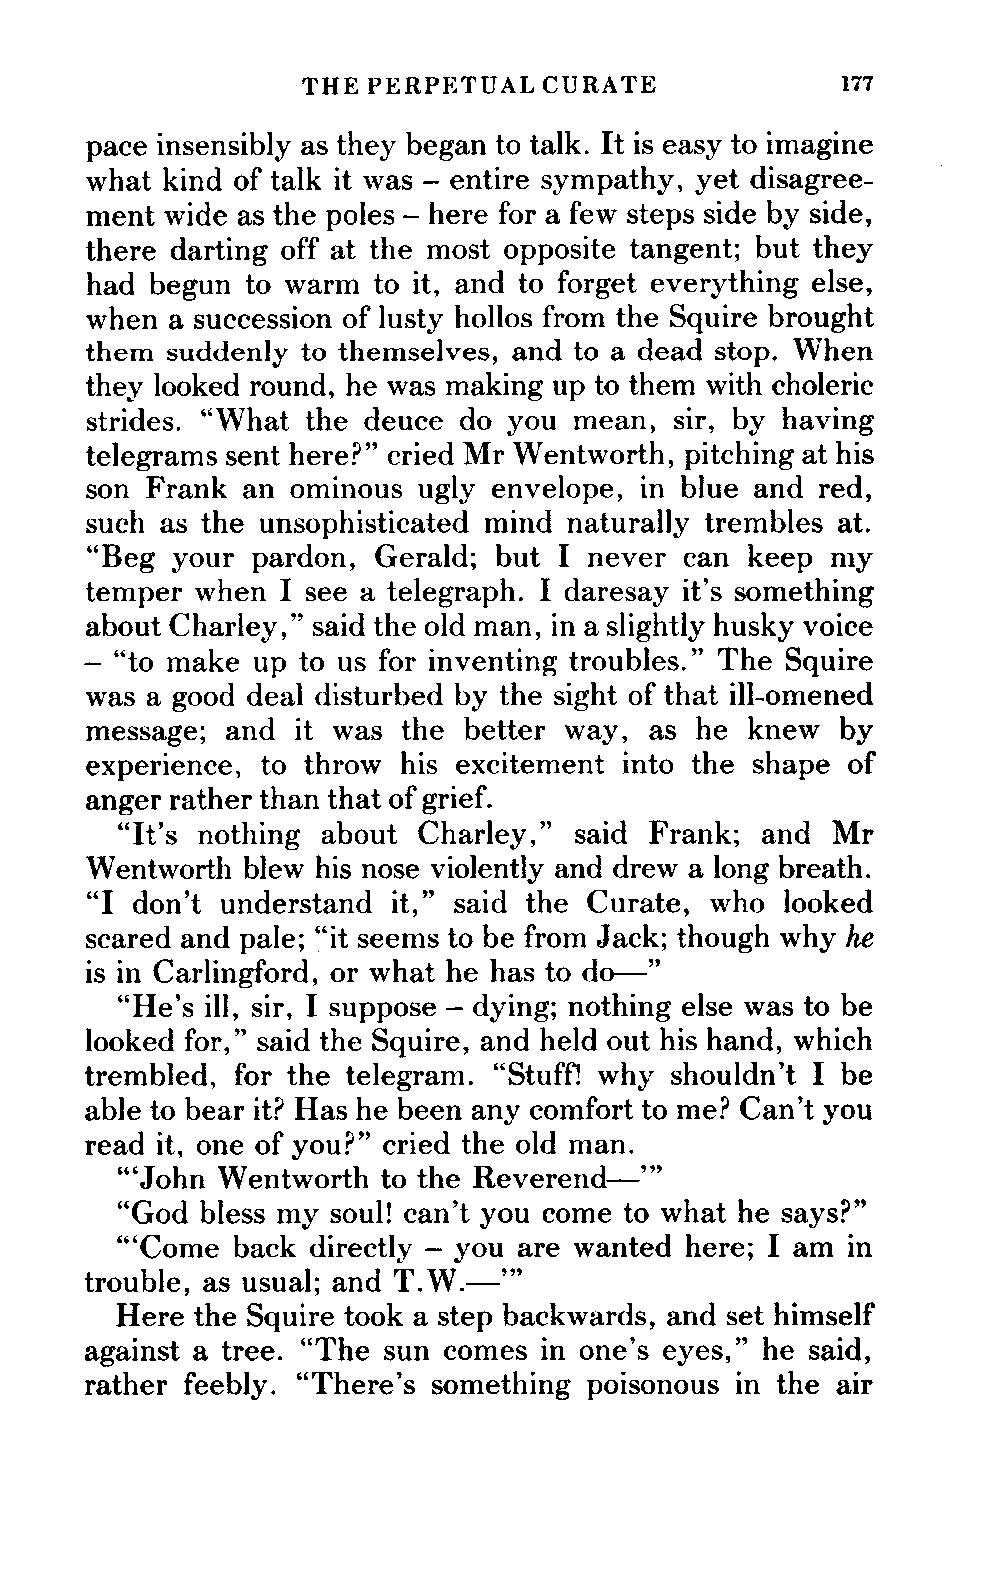 THE PERPETUAL CURATE 177
pace insensibly as they began to talk. It is easy to imagine
what kind of talk it was – entire sympathy, yet disagree-
ment wide as the poles – here for a few steps side by side,
there darting off at the most opposite tangent; but they
had begun to warm to it, and to forget everything else,
when a succession of lusty hollos from the Squire brought
them suddenly to themselves, and to a dead stop. When
they looked round, he was making up to them with choleric
strides. “What the deuce do you mean, sir, by having
telegrams sent here?” cried Mr Wentworth, pitching at his
son Frank an ominous ugly envelope, in blue and red,
such as the unsophisticated mind naturally trembles at.
“Beg your pardon, Gerald; but I never can keep my
temper when I see a telegraph. I daresay it’s something
about Charley,” said the old man, in a slightly husky voice
– “to make up to us for inventing troubles.” The Squire
was a good deal disturbed by the sight of that ill-omened
message; and it was the better way, as he knew by
experience, to throw his excitement into the shape of
anger rather than that of grief.
“It’s nothing about Charley,” said Frank; and Mr
Wentworth blew his nose violently and drew a long breath.
“I don’t understand it,” said the Curate, who looked
scared and pale; “it seems to be from Jack; though why he
is in Carlingford, or what he has to do—”
“He’s ill, sir, I suppose – dying; nothing else was to be
looked for,” said the Squire, and held out his hand, which
trembled, for the telegram. “Stuff! why shouldn’t I be
able to bear it? Has he been any comfort to me? Can’t you
read it, one of you?” cried the old man.
“‘John Wentworth to the Reverend—’”
“God bless my soul! can’t you come to what he says?”
“‘Come back directly – you are wanted here; I am in
trouble, as usual; and T.W.—’”
Here the Squire took a step backwards, and set himself
against a tree. “The sun comes in one’s eyes,” he said,
rather feebly. “There’s something poisonous in the air